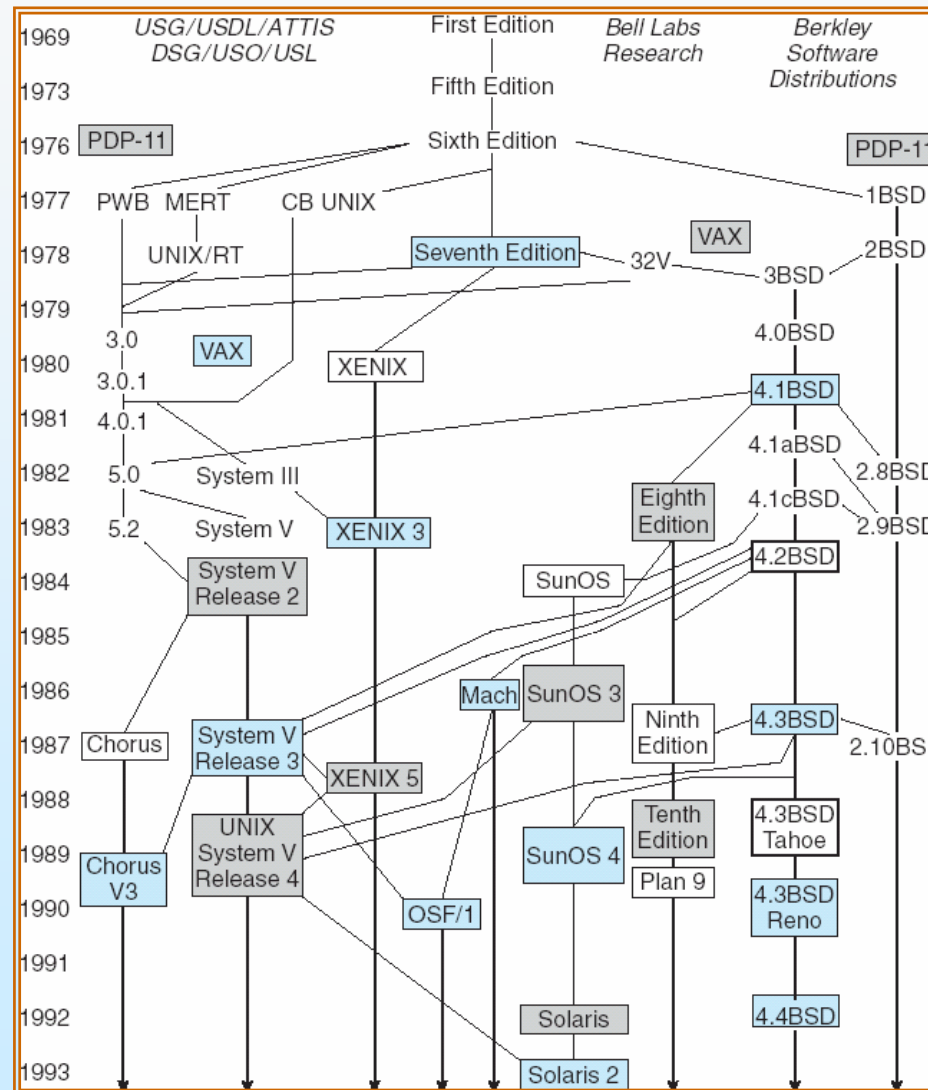 USG/USDL/ATTIS
DSG/USO/USL
Bell Labs
Research
Berkley
Software
Distributions
1969
First Edition
1973
Fifth Edition
1976
PDP-11
Sixth Edition
PDP-11
1977
PWB
MERT
CB UNIX
1BSD
1978
UNIX/RT
Seventh Edition
32V
VAX
3BSD
2BSD
1979
3.0
VAX
4.0BSD
1980
3.0.1
XENIX
4.1BSD
1981
4.0.1
4.1aBSD
1982
5.0
System III
Eighth
Edition
4.1cBSD
2.8BSD
1983
5.2
System V
XENIX 3
2.9BSD
4.2BSD
1984
System V
Release 2
SunOS
1985
1986
Mach
SunOS 3
1987
Chorus
System V
Release 3
Ninth
Edition
4.3BSD
2.10BS
XENIX 5
1988
UNIX
System V
Release 4
Tenth
Edition
4.3BSD
Tahoe
1989
Chorus
V3
SunOS 4
Plan 9
1990
OSF/1
4.3BSD
Reno
1991
1992
Solaris
4.4BSD
1993
Solaris 2